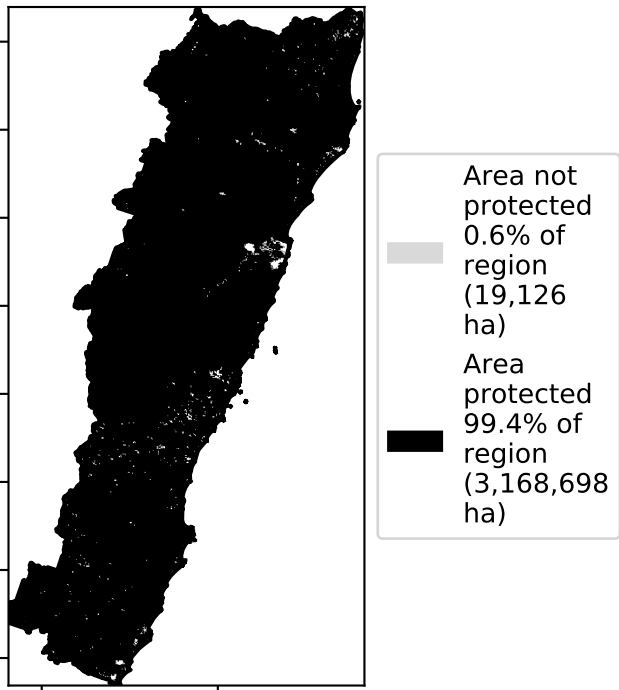 Area not
protected
0.6% of
region
(19,126
ha)
Area
protected
99.4% of
region
(3,168,698
ha)